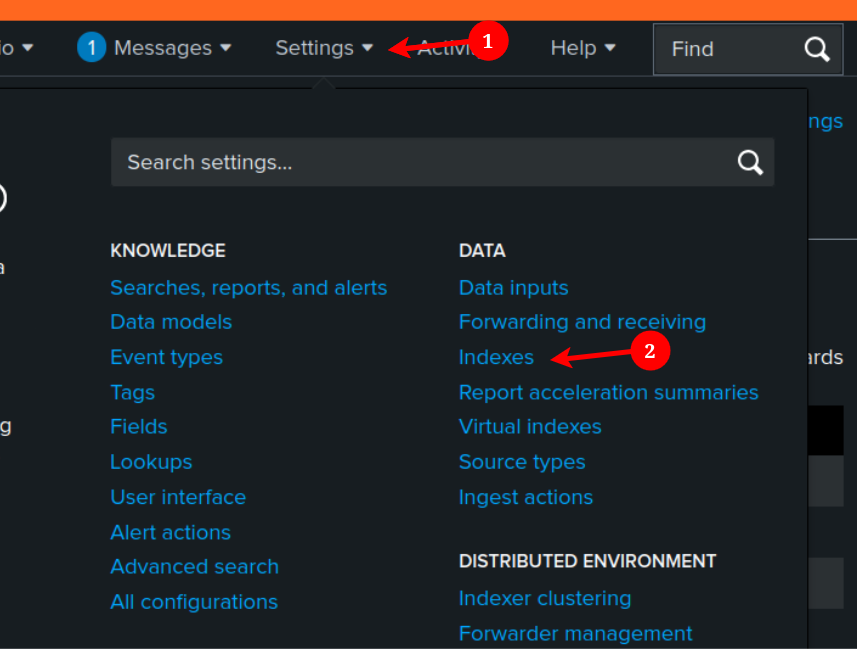 io ▾ 1 Messages ▾ Settings ▾ 1 Help ▾ Find
ngs
Search settings...
a
KNOWLEDGE
Searches, reports, and alerts
Data models
Event types
Tags
Fields
Lookups
User interface
Alert actions
Advanced search
All configurations
DATA
Data inputs
Forwarding and receiving
Indexes 2
Report acceleration summaries
Virtual indexes
Source types
Ingest actions
DISTRIBUTED ENVIRONMENT
Indexer clustering
Forwarder management
rds
g